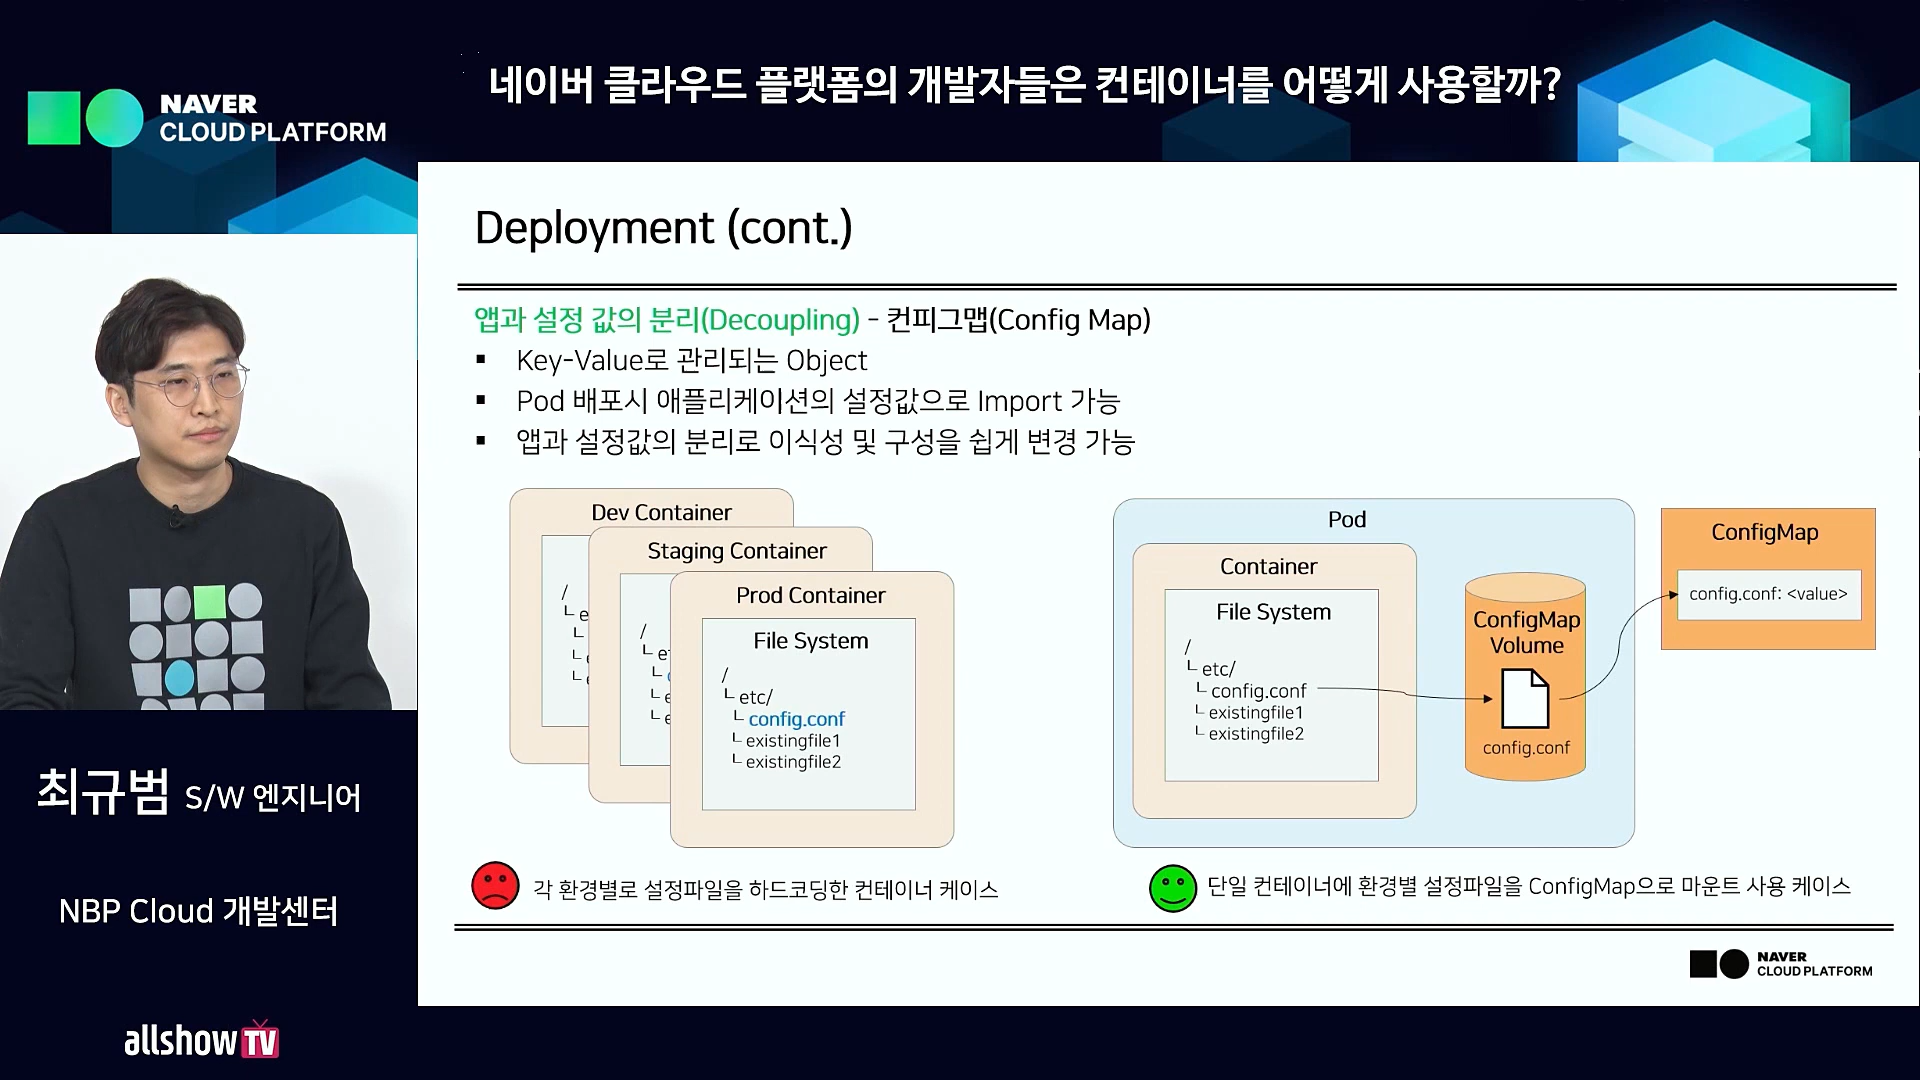 네이버 클라우드 플랫폼의 개발자들은 컨테이너를 어떻게 사용할까?
NAVER
CLOUD PLATFORM
Deployment (cont.)
앱과 설정 값의 분리(Decoupling) - 컨피그맵(Config Map)
▪ Key-Value로 관리되는 Object
▪ Pod 배포시 애플리케이션의 설정값으로 Import 가능
▪ 앱과 설정값의 분리로 이식성 및 구성을 쉽게 변경 가능
Dev Container
/
└ e
Staging Container
/
Prod Container
File System
/
└ etc/
└ config.conf
└ existingfile1
└ existingfile2
각 환경별로 설정파일을 하드코딩한 컨테이너 케이스
Pod
Container
File System
/
└ etc/
└ config.conf
└ existingfile1
└ existingfile2
ConfigMap
Volume
config.conf
ConfigMap
config.conf: <value>
단일 컨테이너에 환경별 설정파일을 ConfigMap으로 마운트 사용 케이스
NAVER
CLOUD PLATFORM
최규범 S/W 엔지니어
NBP Cloud 개발센터
allshowTV